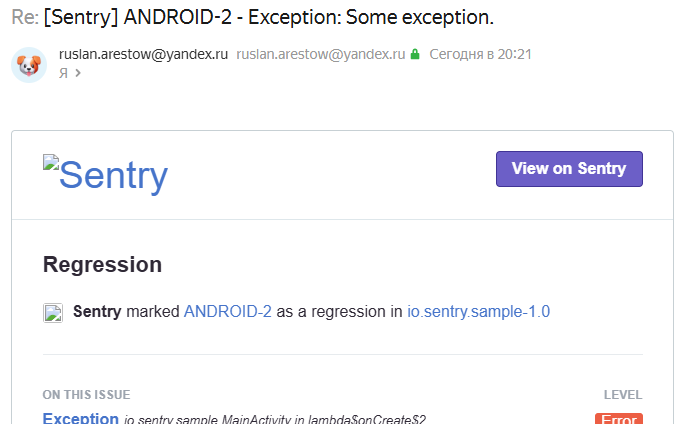 Re: [Sentry] ANDROID-2 - Exception: Some exception.
ruslan.arestow@yandex.ru ruslan.arestow@yandex.ru Сегодня в 20:21
Я >
Sentry
View on Sentry
Regression
Sentry marked ANDROID-2 as a regression in io.sentry.sample-1.0
ON THIS ISSUE LEVEL
Exception io.sentry.sample.MainActivity in lambda$onCreate$2 Error